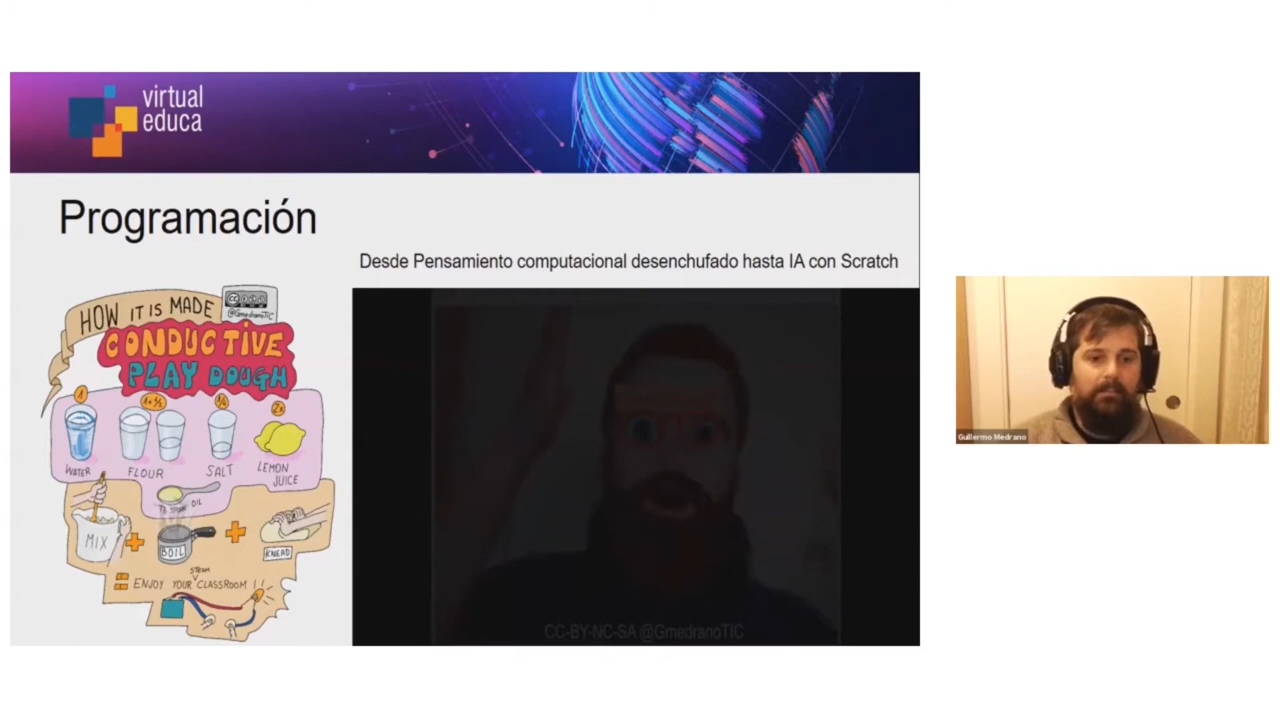 virtual
educa
Programación
Desde Pensamiento computacional desenchufado hasta IA con Scratch
HOW IT IS MADE
@GmedranoTIC
CONDUCTIVE
PLAY DOUGH
1
1+1/2
1/4
2x
WATER
FLOUR
SALT
LEMON
JUICE
OIL
MIX
+
BOIL
+
KNEAD
STEAM
= ENJOY YOUR CLASSROOM !!
CC-BY-NC-SA @GmedranoTIC
Guillermo Medrano